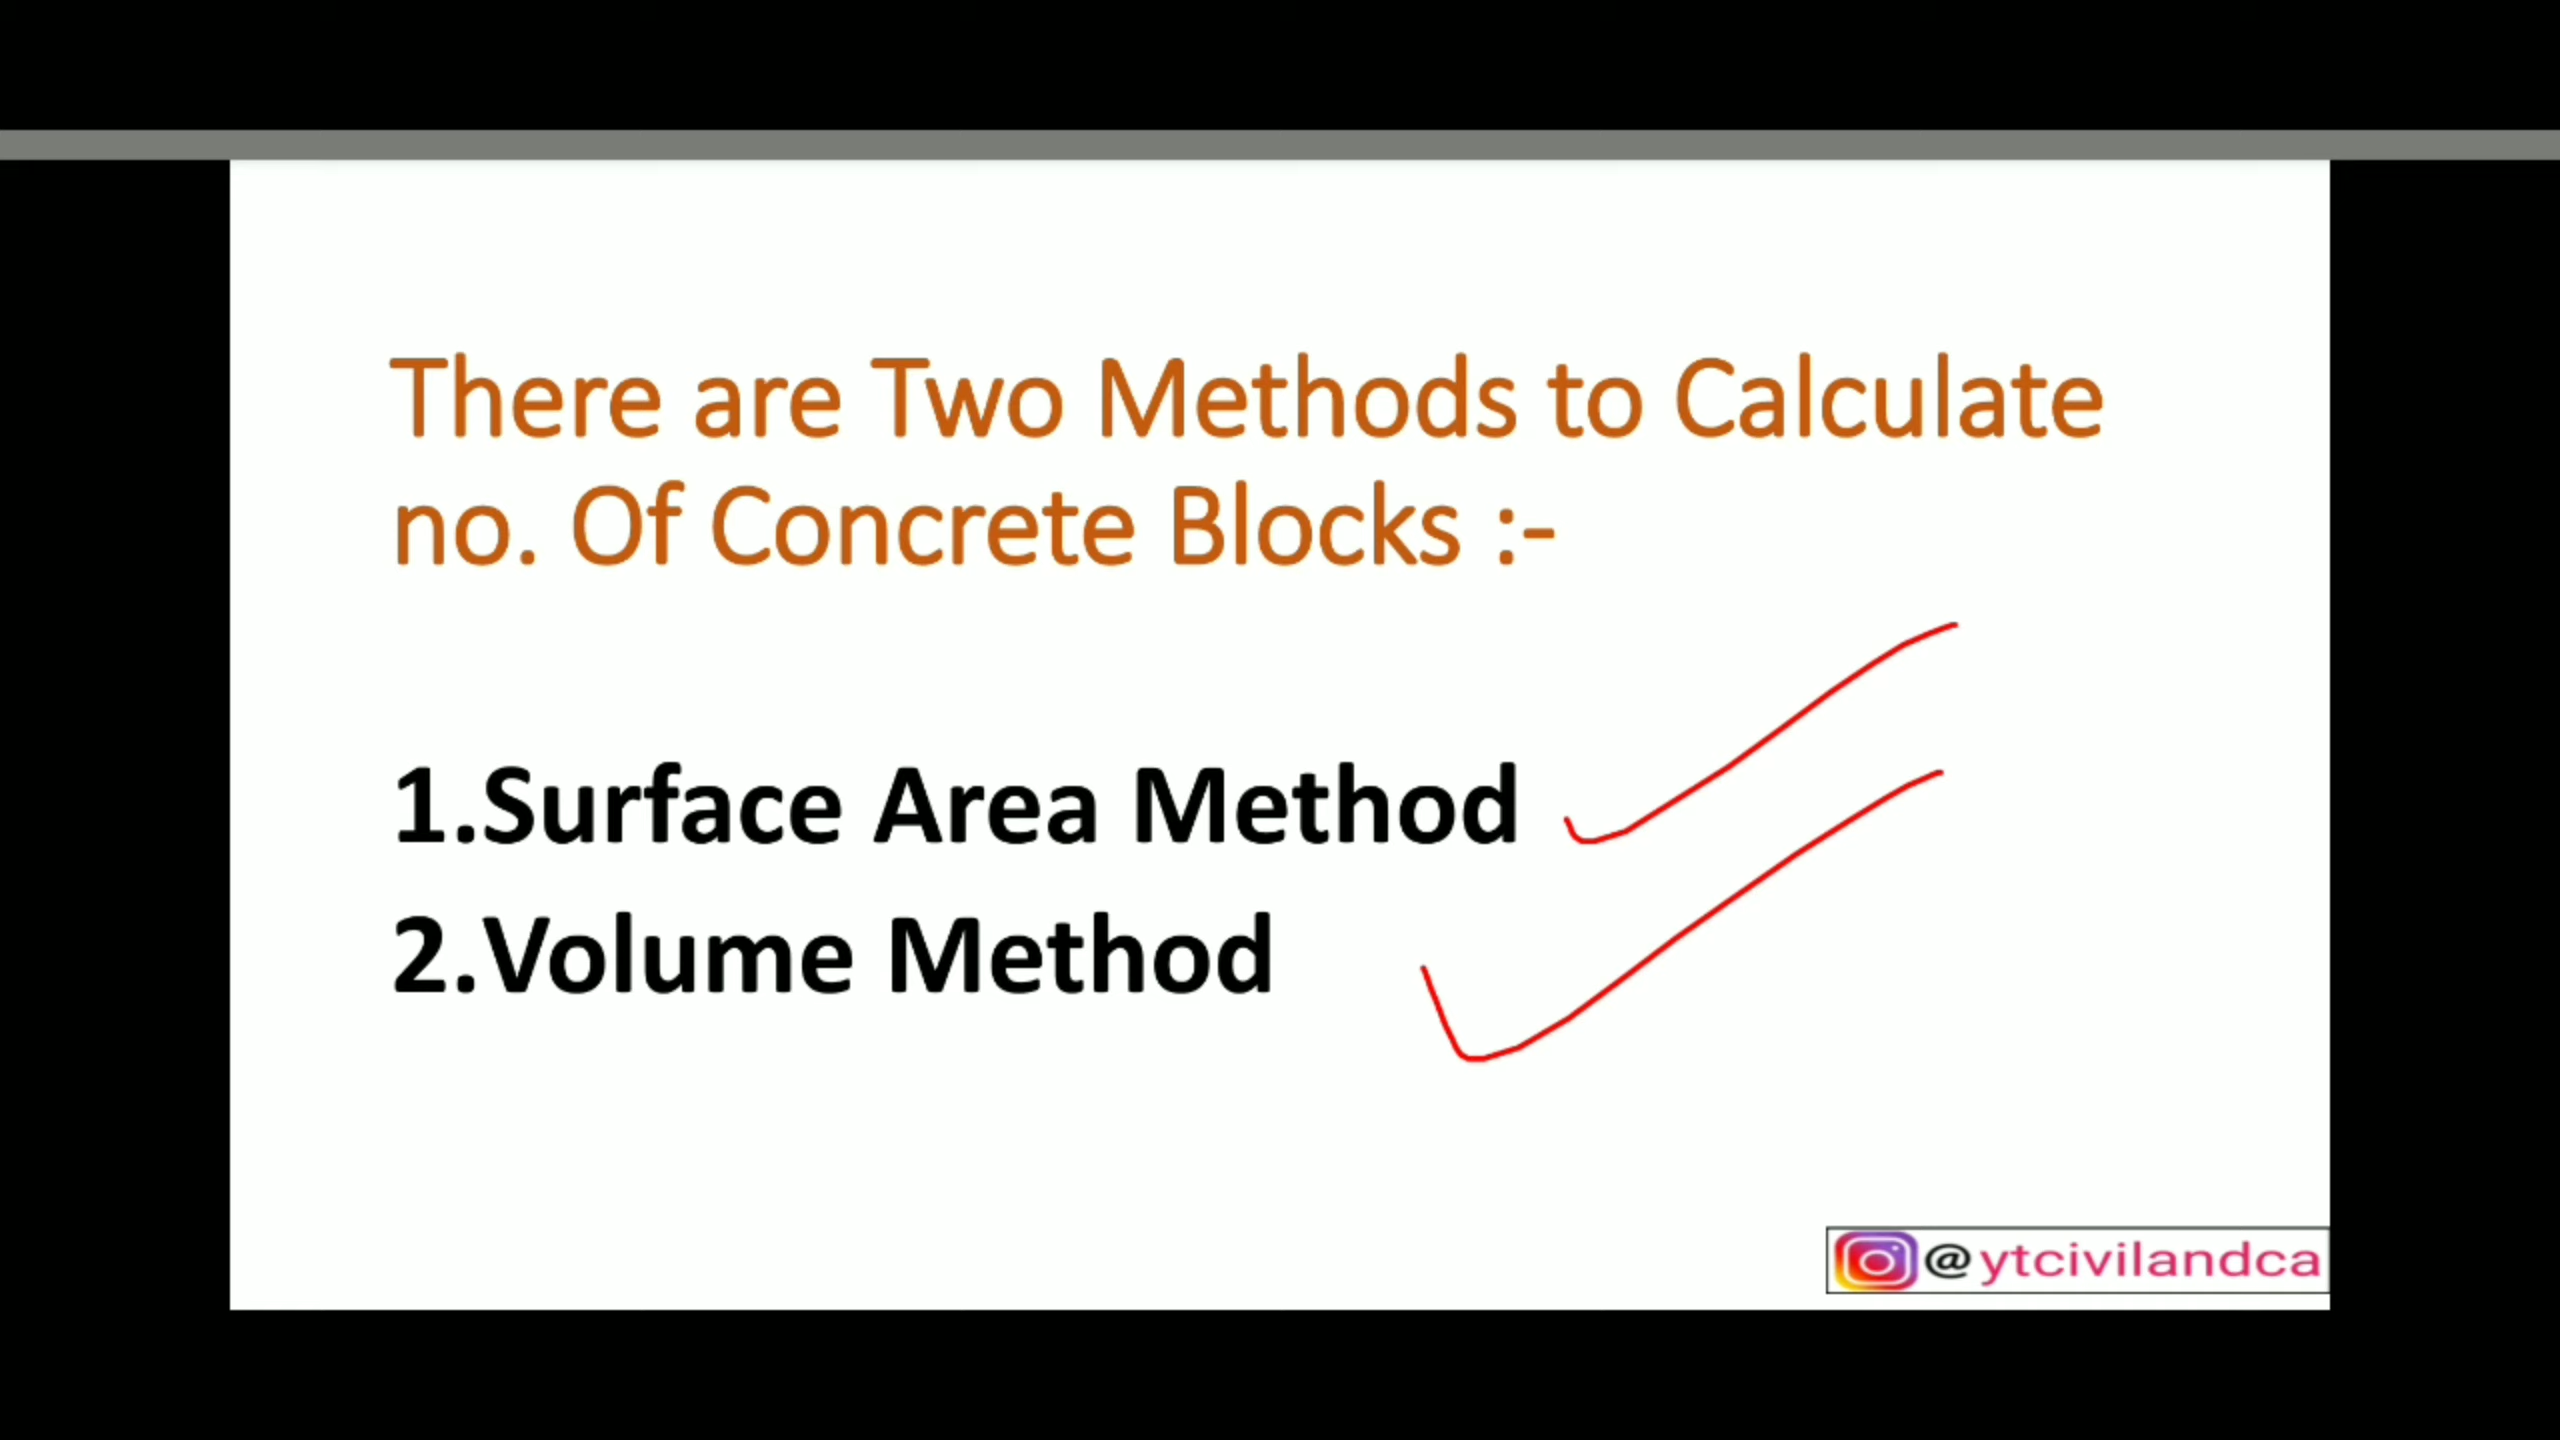 There are Two Methods to Calculate
no. Of Concrete Blocks :-
1.Surface Area Method
2.Volume Method
@ytcivilandca